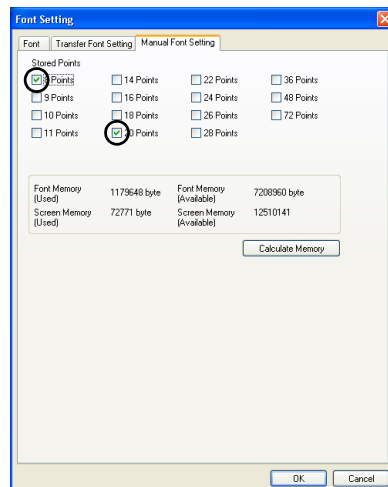 Font Setting
Font Transfer Font Setting Manual Font Setting
Stored Points
8 Points 14 Points 22 Points 36 Points
9 Points 16 Points 24 Points 48 Points
10 Points 18 Points 26 Points 72 Points
11 Points 20 Points 28 Points
Font Memory (Used) 1179648 byte Font Memory (Available) 7208960 byte
Screen Memory (Used) 72771 byte Screen Memory (Available) 12510141
Calculate Memory
OK Cancel